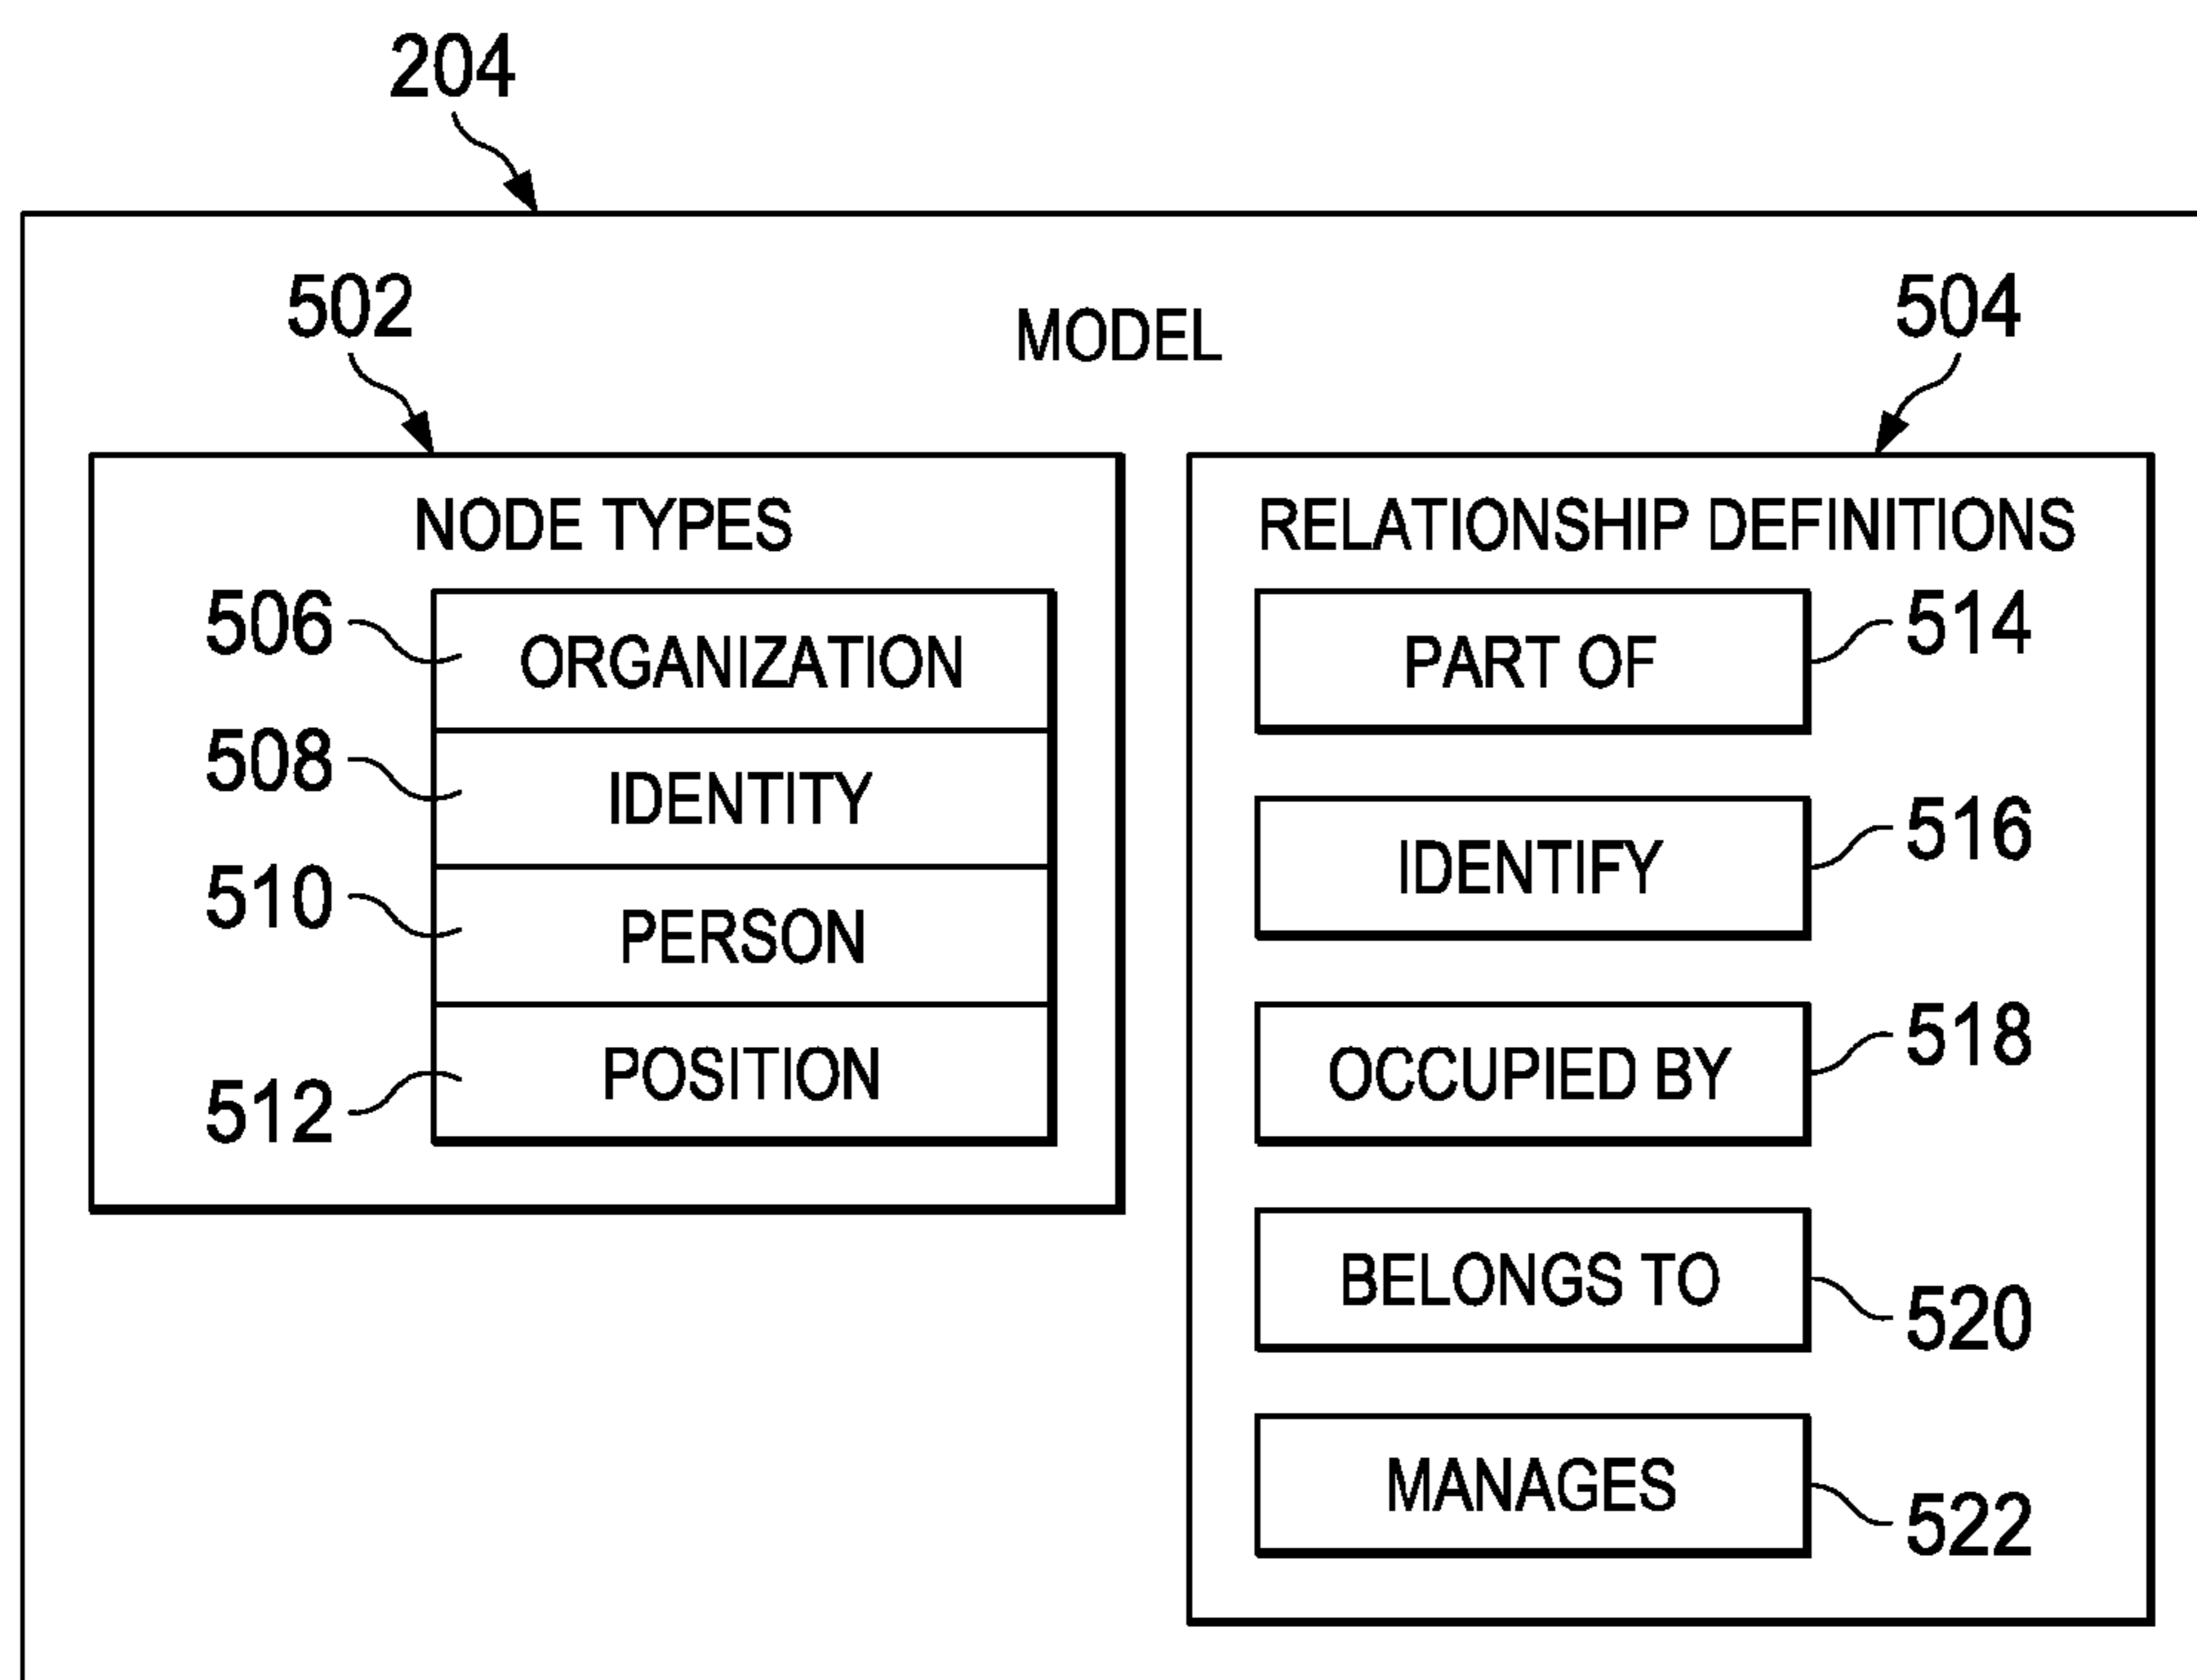 204
MODEL
502
504
NODE TYPES
506
ORGANIZATION
508
IDENTITY
510
PERSON
512
POSITION
RELATIONSHIP DEFINITIONS
PART OF
514
IDENTIFY
516
OCCUPIED BY
518
BELONGS TO
520
MANAGES
522